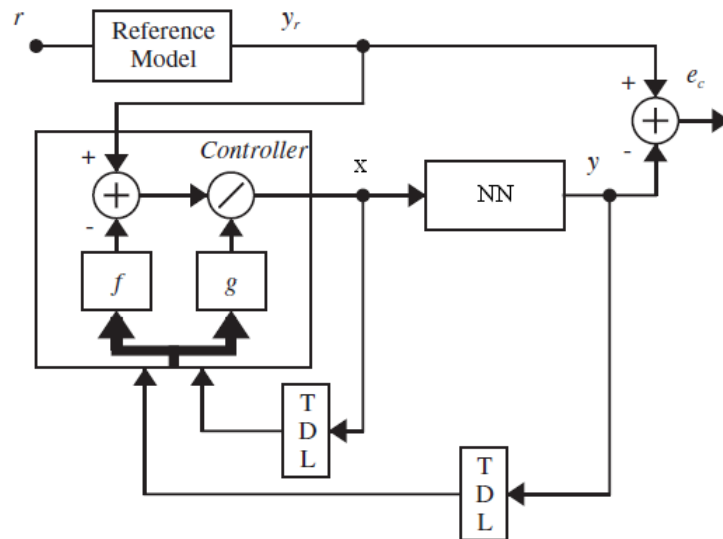 r
Reference
Model
y_r
+
e_c
+
-
+
Controller
+
-
f
g
x
NN
y
T
D
L
T
D
L